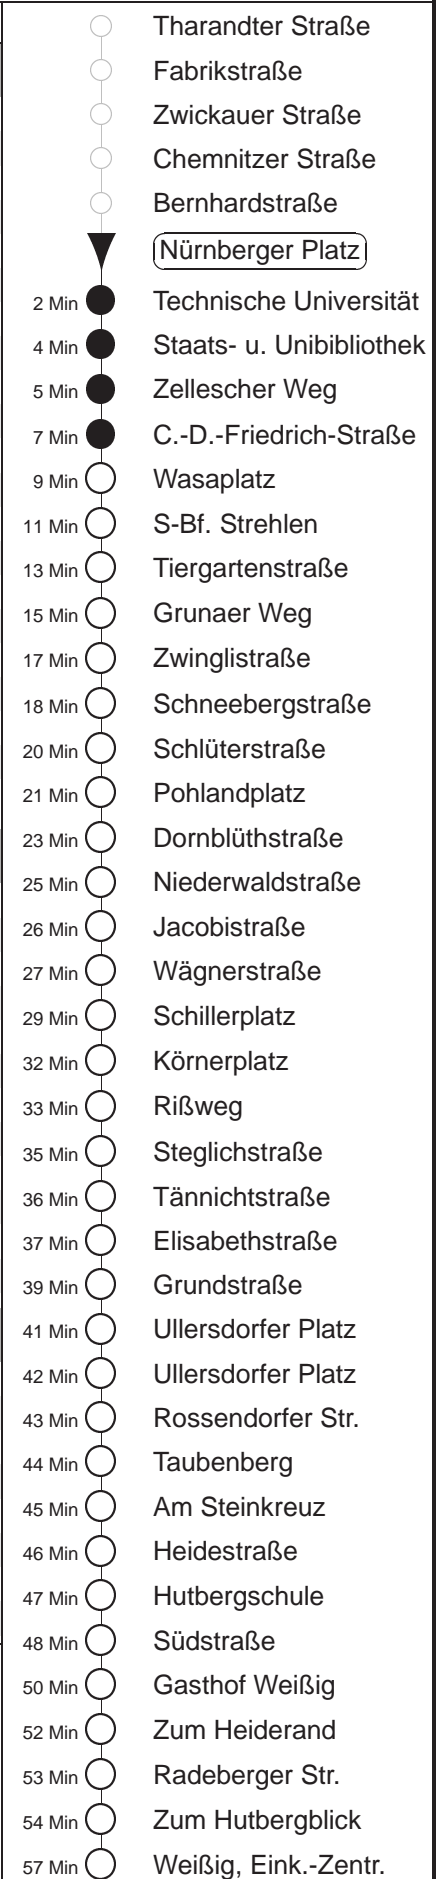 Tharandter Straße
Fabrikstraße
Zwickauer Straße
Chemnitzer Straße
Bernhardstraße
Nürnberger Platz
2 Min Technische Universität
4 Min Staats- u. Unibibliothek
5 Min Zellescher Weg
7 Min C.-D.-Friedrich-Straße
9 Min Wasaplatz
11 Min S-Bf. Strehlen
13 Min Tiergartenstraße
15 Min Grunaer Weg
17 Min Zwinglistraße
18 Min Schneebergstraße
20 Min Schlüterstraße
21 Min Pohlandplatz
23 Min Dornblüthstraße
25 Min Niederwaldstraße
26 Min Jacobistraße
27 Min Wägnerstraße
29 Min Schillerplatz
32 Min Körnerplatz
33 Min Rißweg
35 Min Steglichstraße
36 Min Tännichtstraße
37 Min Elisabethstraße
39 Min Grundstraße
41 Min Ullersdorfer Platz
42 Min Ullersdorfer Platz
43 Min Rossendorfer Str.
44 Min Taubenberg
45 Min Am Steinkreuz
46 Min Heidestraße
47 Min Hutbergschule
48 Min Südstraße
50 Min Gasthof Weißig
52 Min Zum Heiderand
53 Min Radeberger Str.
54 Min Zum Hutbergblick
57 Min Weißig, Eink.-Zentr.